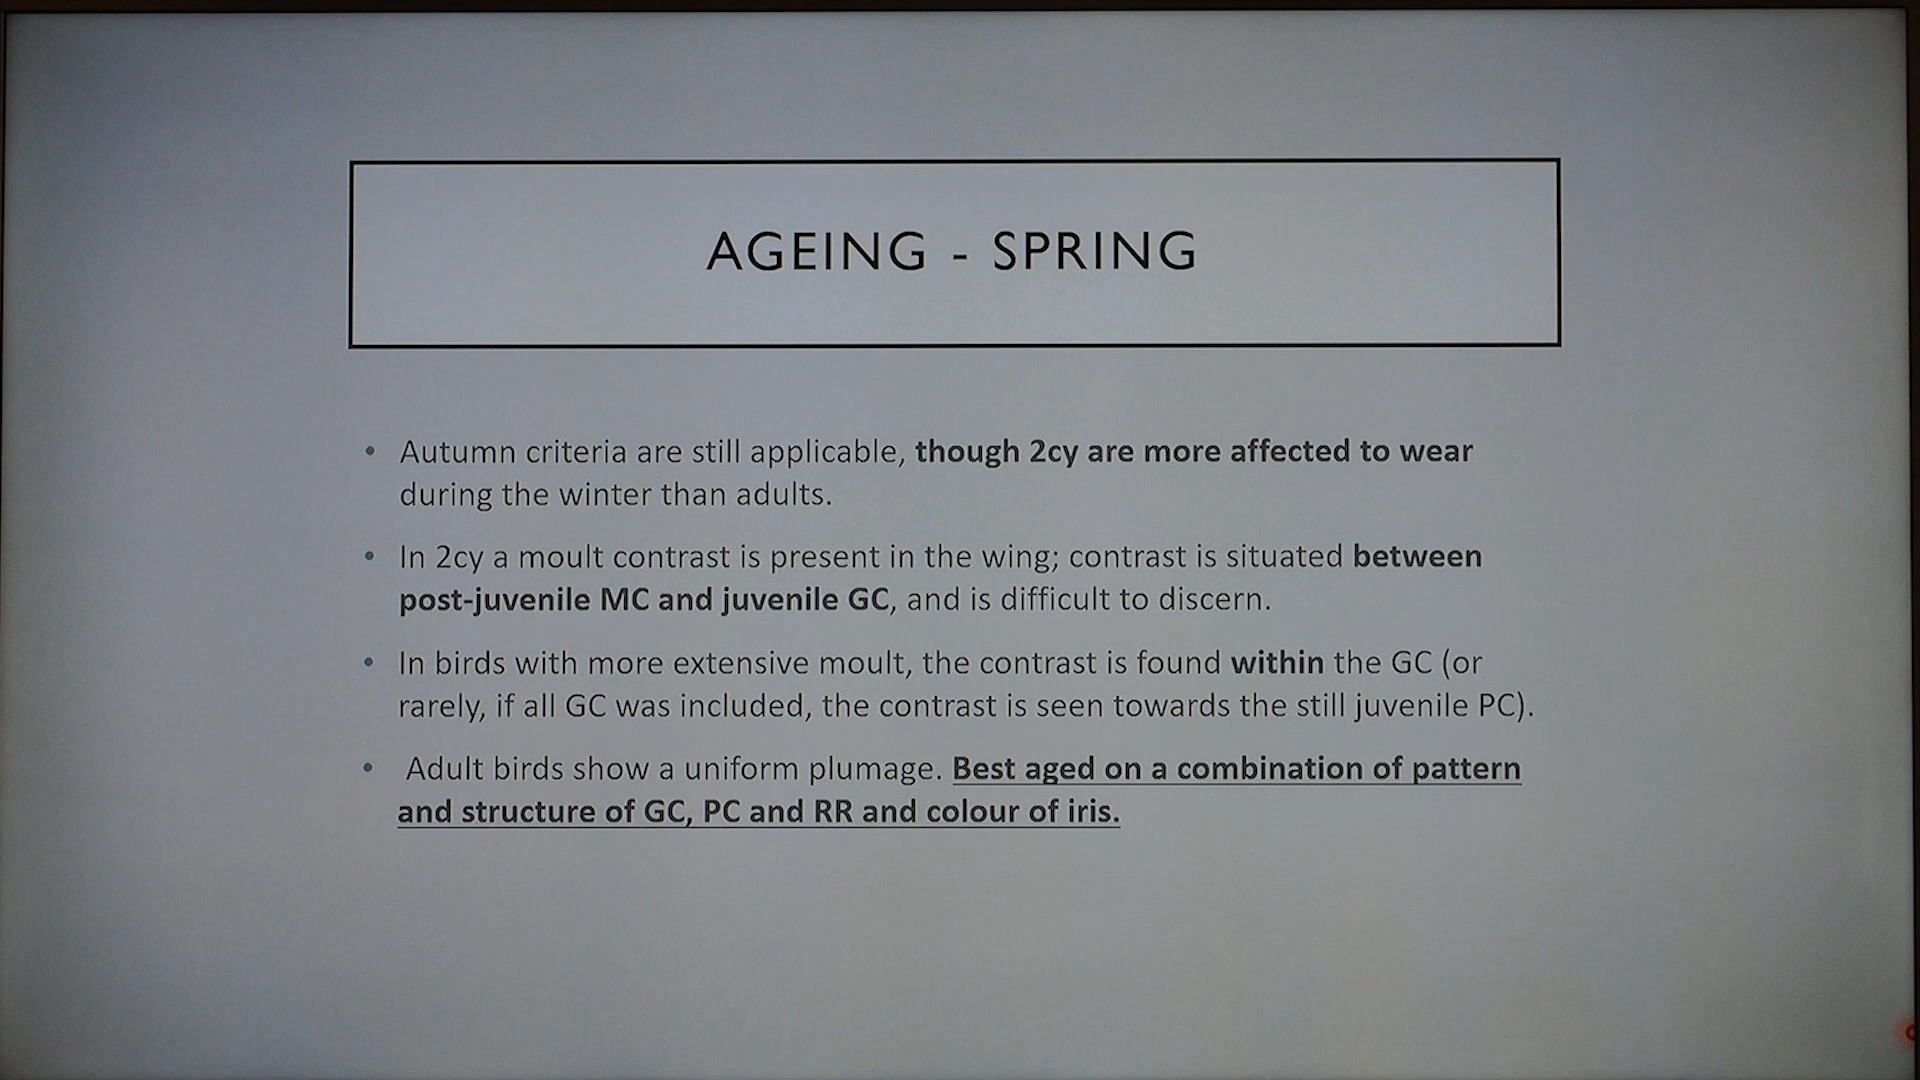 AGEING - SPRING
• Autumn criteria are still applicable, though 2cy are more affected to wear
during the winter than adults.
• In 2cy a moult contrast is present in the wing; contrast is situated between
post-juvenile MC and juvenile GC, and is difficult to discern.
• In birds with more extensive moult, the contrast is found within the GC (or
rarely, if all GC was included, the contrast is seen towards the still juvenile PC).
• Adult birds show a uniform plumage. Best aged on a combination of pattern
and structure of GC, PC and RR and colour of iris.